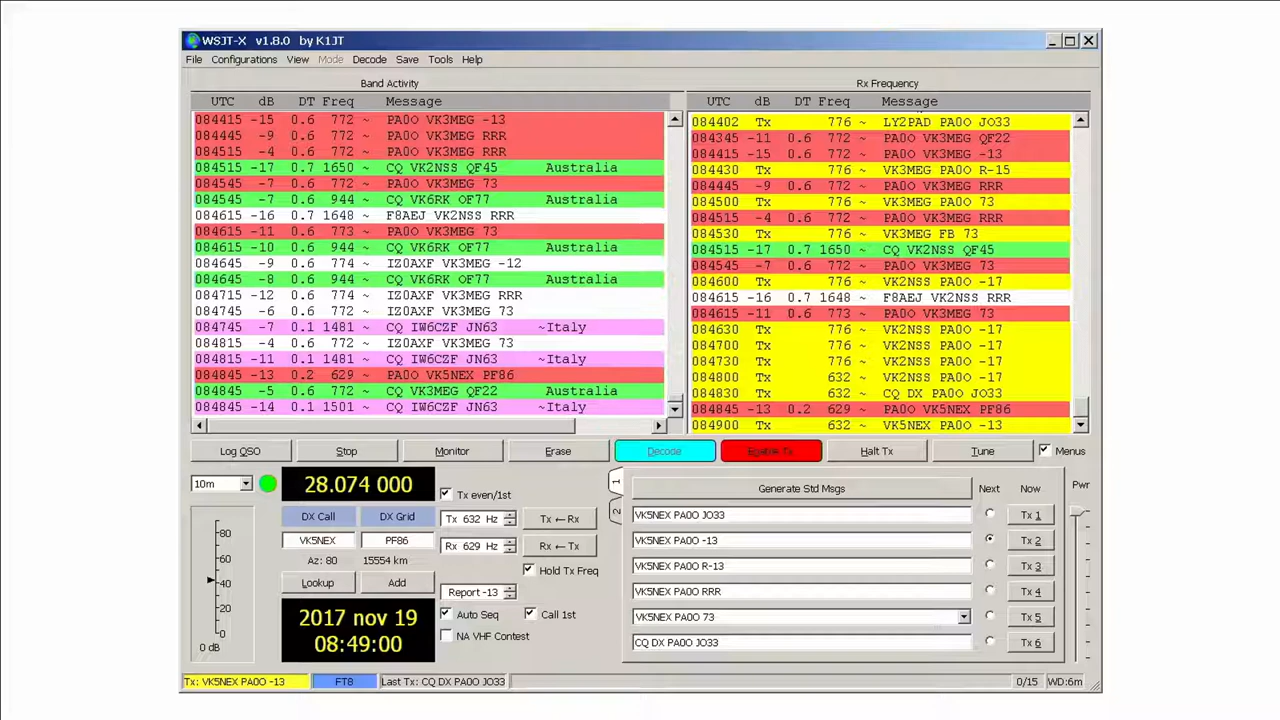 WSJT-X v1.8.0 by K1JT
File Configurations View Mode Decode Save Tools Help
Band Activity
UTC dB DT Freq Message
084415 -15 0.6 772 ~ PA0O VK3MEG -13
084445 -9 0.6 772 ~ PA0O VK3MEG RRR
084515 -4 0.6 772 ~ PA0O VK3MEG RRR
084515 -17 0.7 1650 ~ CQ VK2NSS QF45 Australia
084545 -7 0.6 772 ~ PA0O VK3MEG 73
084545 -7 0.6 944 ~ CQ VK6RK OF77 Australia
084615 -16 0.7 1648 ~ F8AEJ VK2NSS RRR
084615 -11 0.6 773 ~ PA0O VK3MEG 73
084615 -10 0.6 944 ~ CQ VK6RK OF77 Australia
084645 -9 0.6 774 ~ IZ0AXF VK3MEG -12
084645 -8 0.6 944 ~ CQ VK6RK OF77 Australia
084715 -12 0.6 774 ~ IZ0AXF VK3MEG RRR
084745 -6 0.6 772 ~ IZ0AXF VK3MEG 73
084745 -7 0.1 1481 ~ CQ IW6CZF JN63 ~Italy
084815 -4 0.6 772 ~ IZ0AXF VK3MEG 73
084815 -11 0.1 1481 ~ CQ IW6CZF JN63 ~Italy
084845 -13 0.2 629 ~ PA0O VK5NEX PF86
084845 -5 0.6 772 ~ CQ VK3MEG QF22 Australia
084845 -14 0.1 1501 ~ CQ IW6CZF JN63 ~Italy
Rx Frequency
UTC dB DT Freq Message
084402 Tx 776 ~ LY2PAD PA0O JO33
084345 -11 0.6 772 ~ PA0O VK3MEG QF22
084415 -15 0.6 772 ~ PA0O VK3MEG -13
084430 Tx 776 ~ VK3MEG PA0O R-15
084445 -9 0.6 772 ~ PA0O VK3MEG RRR
084500 Tx 776 ~ VK3MEG PA0O 73
084515 -4 0.6 772 ~ PA0O VK3MEG RRR
084530 Tx 776 ~ VK3MEG FB 73
084515 -17 0.7 1650 ~ CQ VK2NSS QF45
084545 -7 0.6 772 ~ PA0O VK3MEG 73
084600 Tx 776 ~ VK2NSS PA0O -17
084615 -16 0.7 1648 ~ F8AEJ VK2NSS RRR
084615 -11 0.6 773 ~ PA0O VK3MEG 73
084630 Tx 776 ~ VK2NSS PA0O -17
084700 Tx 776 ~ VK2NSS PA0O -17
084730 Tx 776 ~ VK2NSS PA0O -17
084800 Tx 632 ~ VK2NSS PA0O -17
084830 Tx 632 ~ CQ DX PA0O JO33
084845 -13 0.2 629 ~ PA0O VK5NEX PF86
084900 Tx 632 ~ VK5NEX PA0O -13
Log QSO Stop Monitor Erase Decode Enable Tx Halt Tx Tune Menus
10m
28.074 000
DX Call DX Grid
VK5NEX PF86
Az: 80 15554 km
Lookup Add
2017 nov 19
08:49:00
80
60
40
20
0
0 dB
Tx even/1st
Tx 632 Hz Tx ← Rx
Rx 629 Hz Rx ← Tx
Hold Tx Freq
Report -13
Auto Seq Call 1st
NA VHF Contest
1
2
Generate Std Msgs Next Now Pwr
VK5NEX PA0O JO33 Tx 1
VK5NEX PA0O -13 Tx 2
VK5NEX PA0O R-13 Tx 3
VK5NEX PA0O RRR Tx 4
VK5NEX PA0O 73 Tx 5
CQ DX PA0O JO33 Tx 6
Tx: VK5NEX PA0O -13 FT8 Last Tx: CQ DX PA0O JO33 0/15 WD:6m